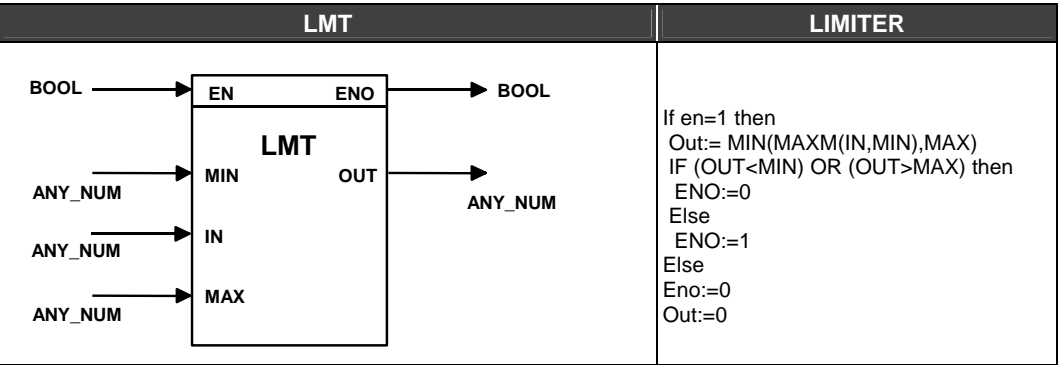 LMT LIMITER
BOOL EN ENO BOOL
LMT
MIN OUT
ANY_NUM ANY_NUM
IN
ANY_NUM
MAX
ANY_NUM
If en=1 then
Out:= MIN(MAXM(IN,MIN),MAX)
IF (OUT<MIN) OR (OUT>MAX) then
ENO:=0
Else
ENO:=1
Else
Eno:=0
Out:=0